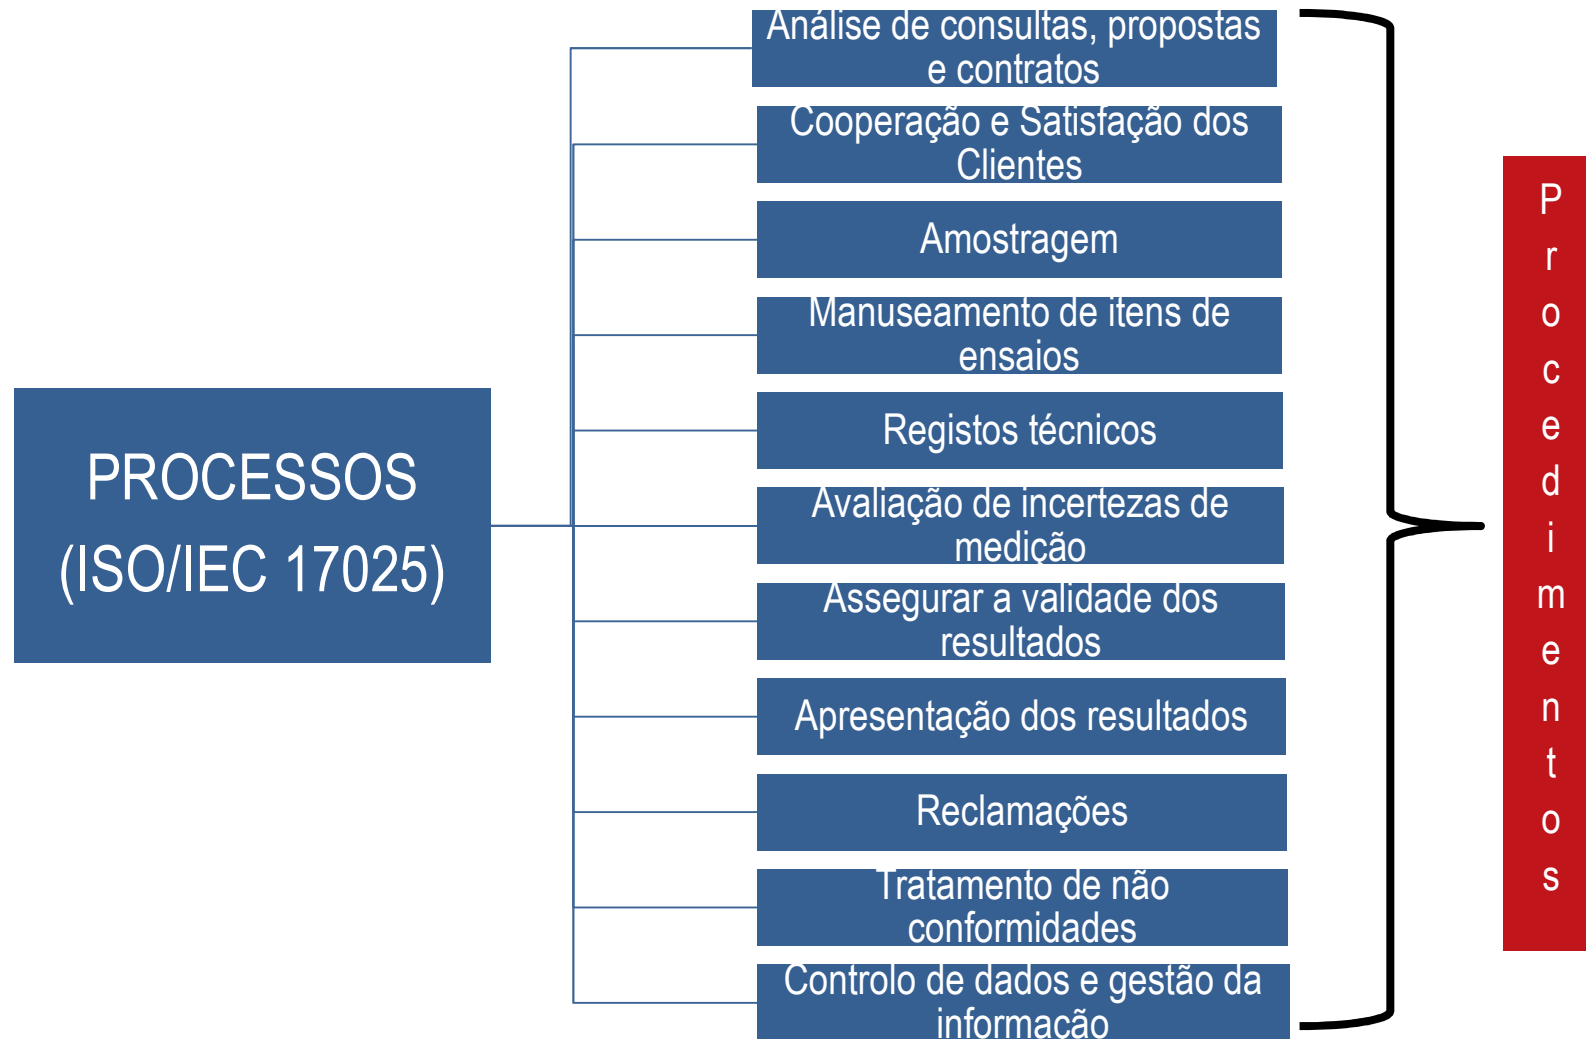 PROCESSOS
(ISO/IEC 17025)
Análise de consultas, propostas
e contratos
Cooperação e Satisfação dos
Clientes
Amostragem
Manuseamento de itens de
ensaios
Registos técnicos
Avaliação de incertezas de
medição
Assegurar a validade dos
resultados
Apresentação dos resultados
Reclamações
Tratamento de não
conformidades
Controlo de dados e gestão da
informação
P
r
o
c
e
d
i
m
e
n
t
o
s